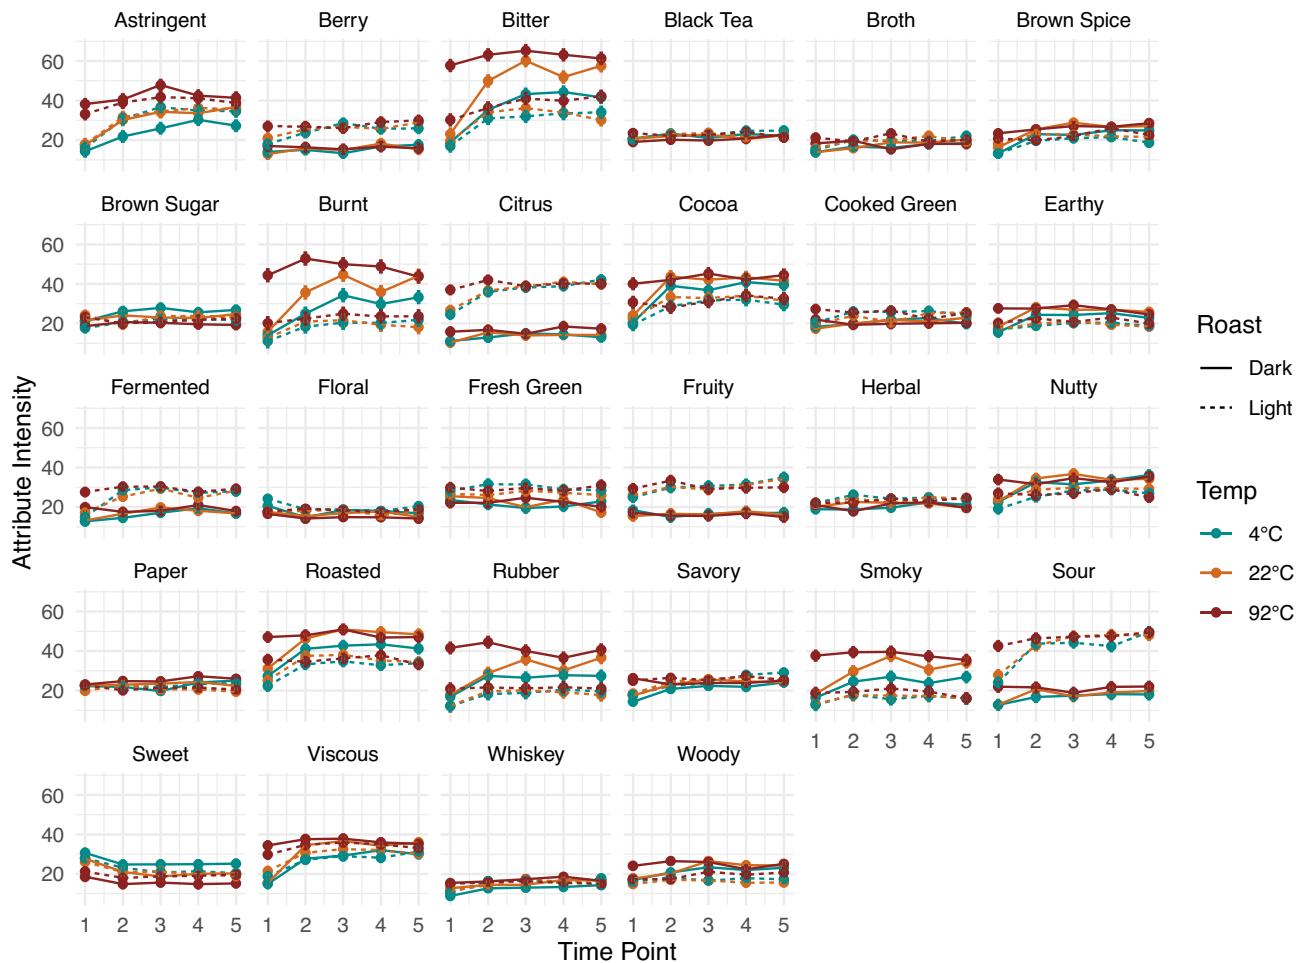 Astringent Berry Bitter Black Tea Broth Brown Spice
60
40
20
Brown Sugar Burnt Citrus Cocoa Cooked Green Earthy
60
40
20
Fermented Floral Fresh Green Fruity Herbal Nutty
60
40
20
Paper Roasted Rubber Savory Smoky Sour
60
40
20
1 2 3 4 5 1 2 3 4 5
Sweet Viscous Whiskey Woody
60
40
20
1 2 3 4 5 1 2 3 4 5 1 2 3 4 5 1 2 3 4 5
Time Point
Attribute Intensity
Roast
Dark
Light
Temp
4°C
22°C
92°C